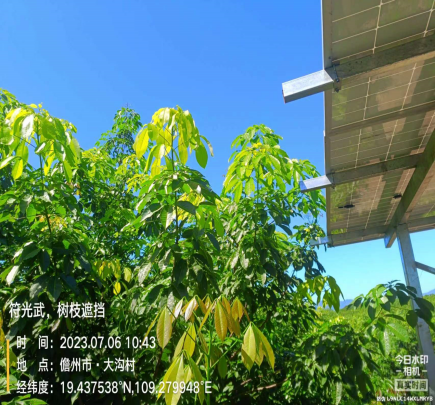 符光武，树枝遮挡
时 间：2023.07.06 10:43
地 点：儋州市·大沟村
经纬度：19.437538°N,109.279448°E
今日水印
相机
真实时间